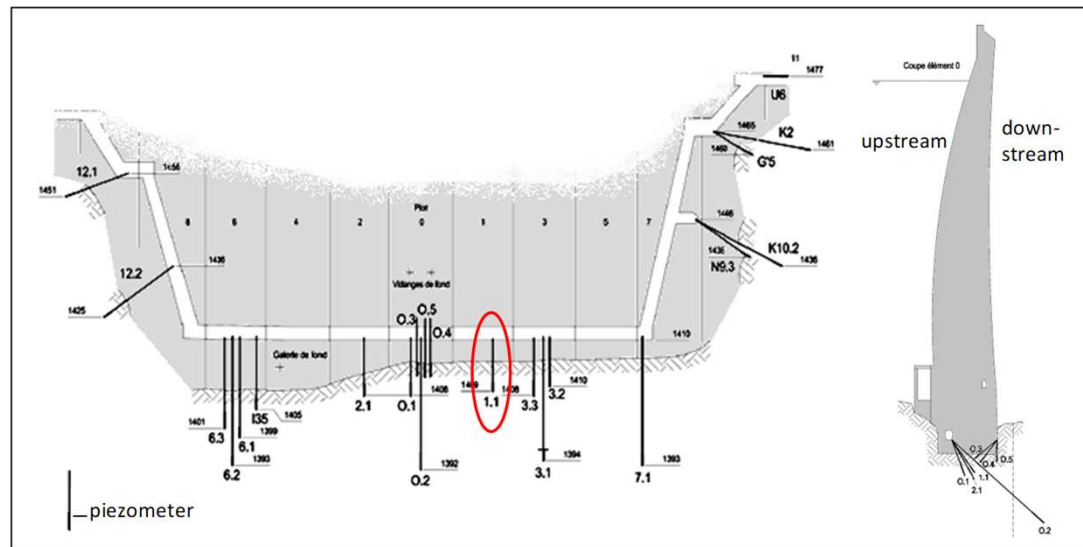 11
1477
U6
1465
K2
1461
1460
G'5
12.1
1456
1451
Plot
8
6
4
2
0
1
3
5
7
1446
12.2
1436
1435
K10.2
1436
N9.3
1425
Vidanges de fond
O.5
O.3
O.4
1410
Galerie de fond
1408
1409
1408
1410
2.1
O.1
1.1
3.3
3.2
1401
6.3
I35
1405
1399
6.1
1393
6.2
1392
O.2
1394
3.1
1393
7.1
piezometer
Coupe élément 0
upstream
down-
stream
O.3
O.4
O.5
O.1
1.1
2.1
O.2